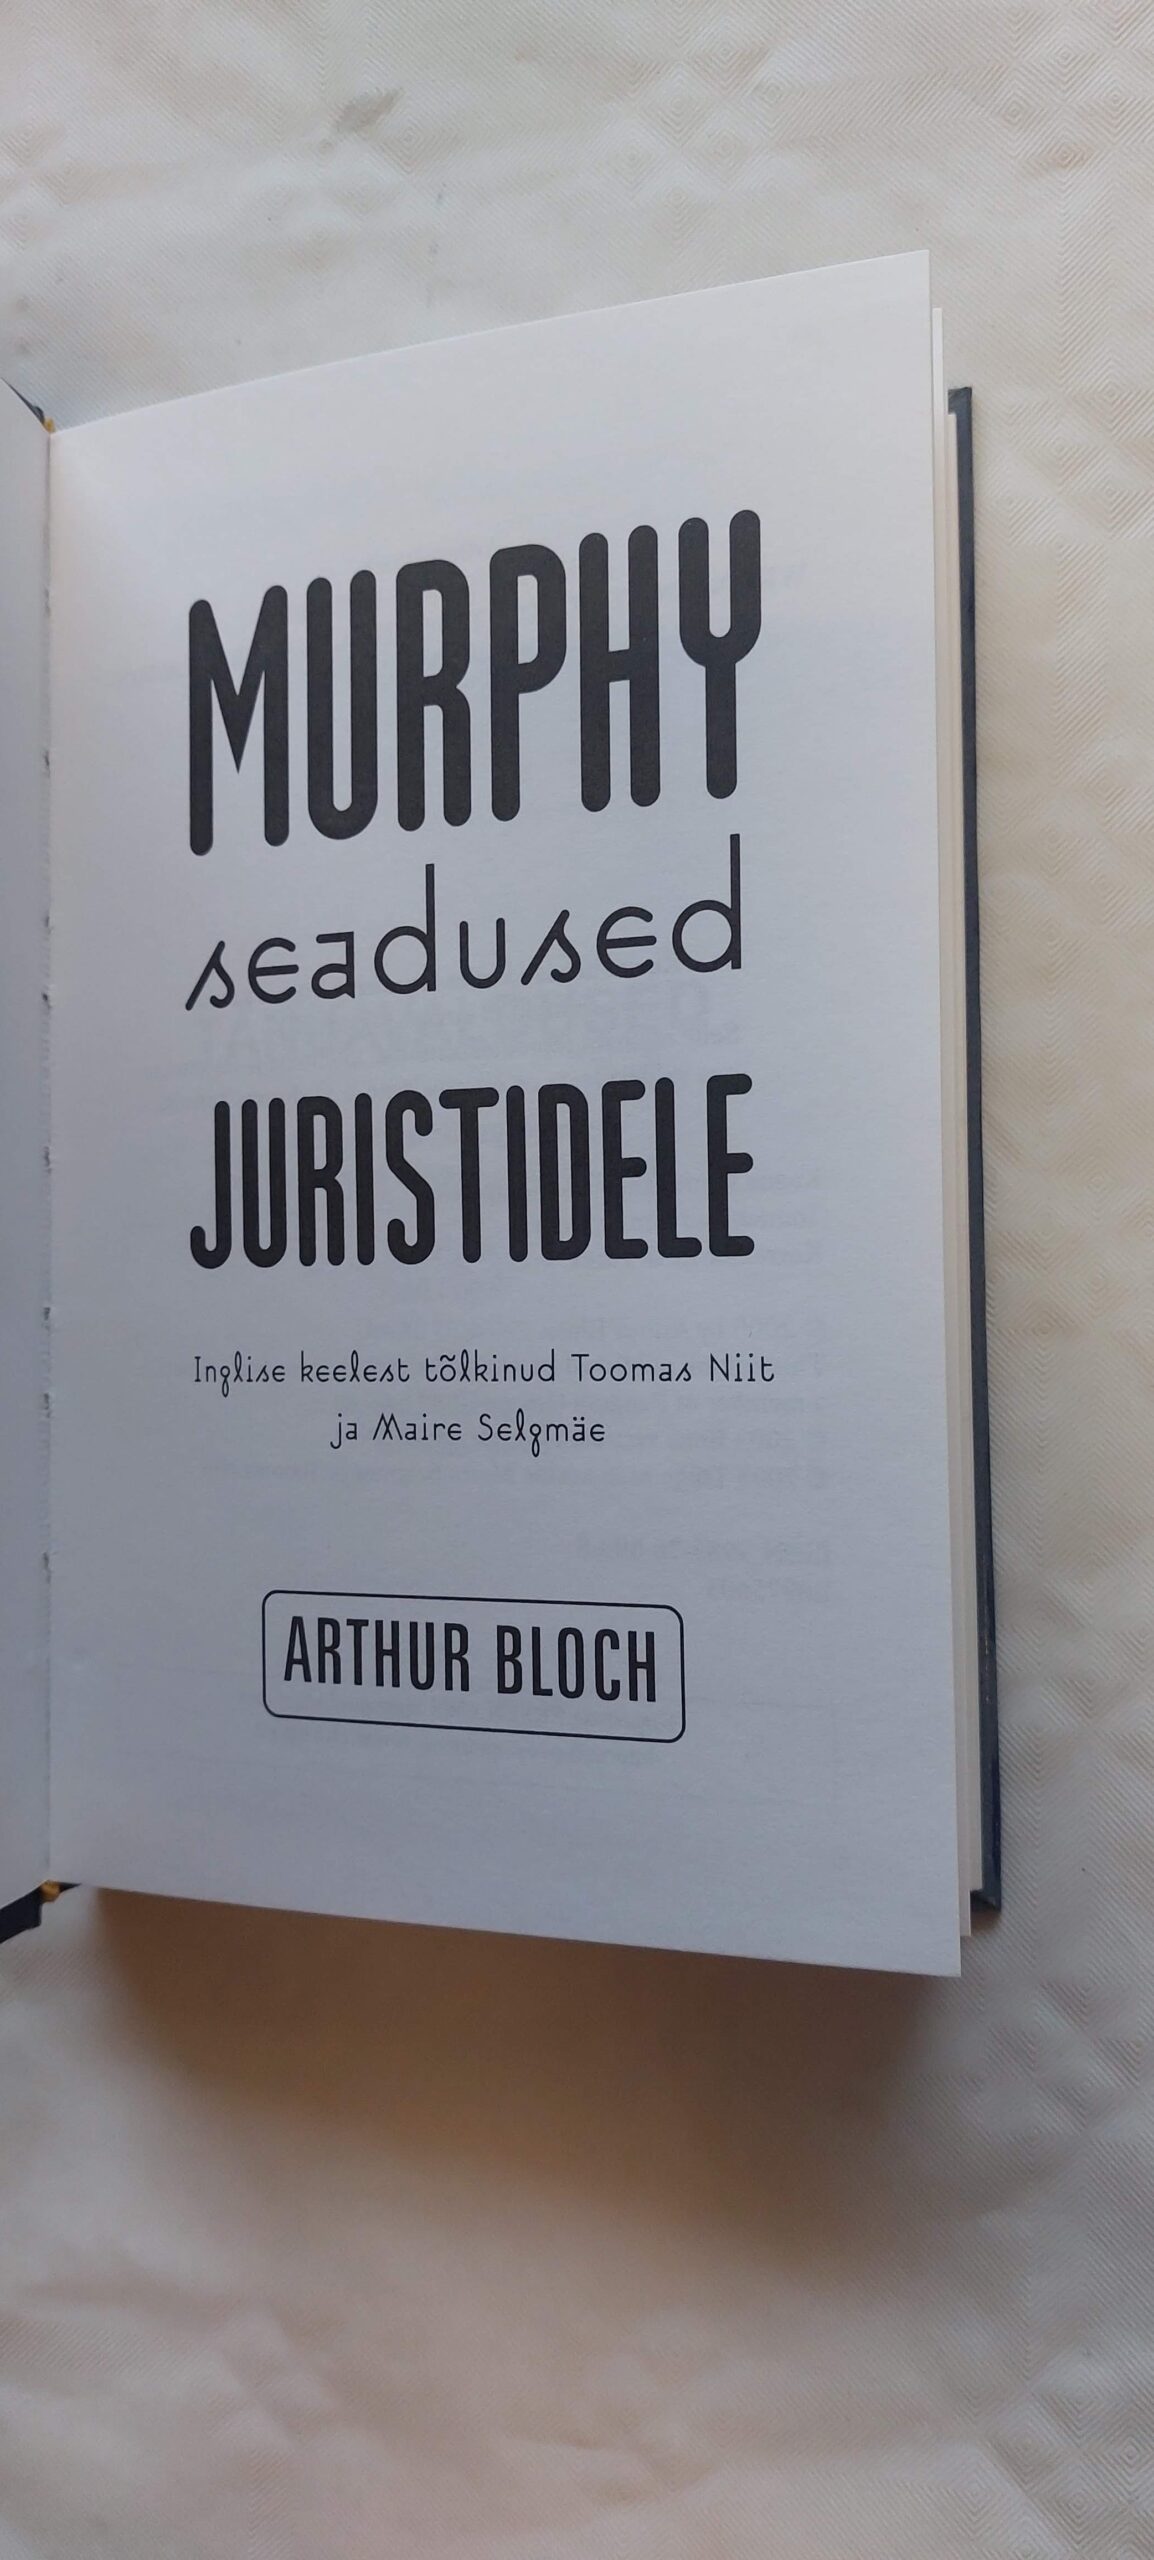 MURPHY
seadused
JURISTIDELE
Inglise keelest tõlkinud Toomas Niit
ja Maire Selgmäe
ARTHUR BLOCH